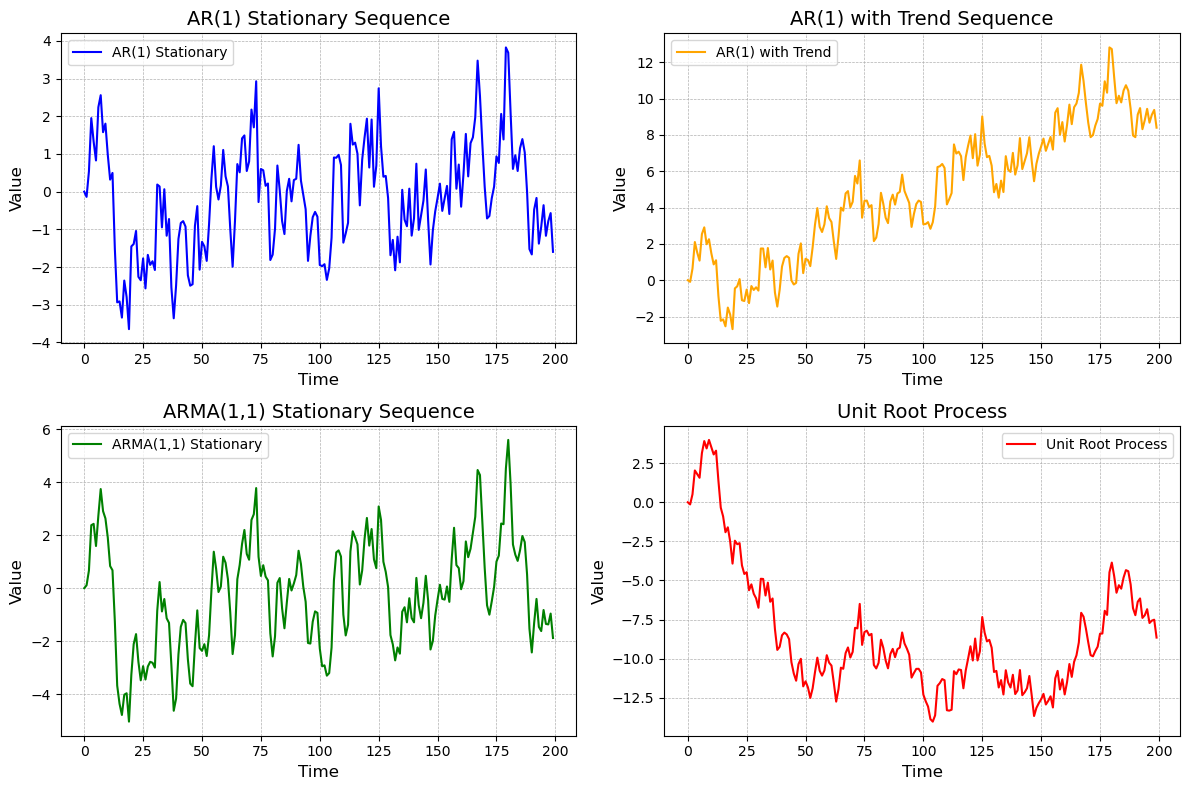 AR(1) Stationary Sequence
AR(1) Stationary
Value
4
3
2
1
0
−1
−2
−3
−4
0 25 50 75 100 125 150 175 200
Time
AR(1) with Trend Sequence
AR(1) with Trend
Value
12
10
8
6
4
2
0
−2
0 25 50 75 100 125 150 175 200
Time
ARMA(1,1) Stationary Sequence
ARMA(1,1) Stationary
Value
6
4
2
0
−2
−4
0 25 50 75 100 125 150 175 200
Time
Unit Root Process
Unit Root Process
Value
2.5
0.0
−2.5
−5.0
−7.5
−10.0
−12.5
0 25 50 75 100 125 150 175 200
Time